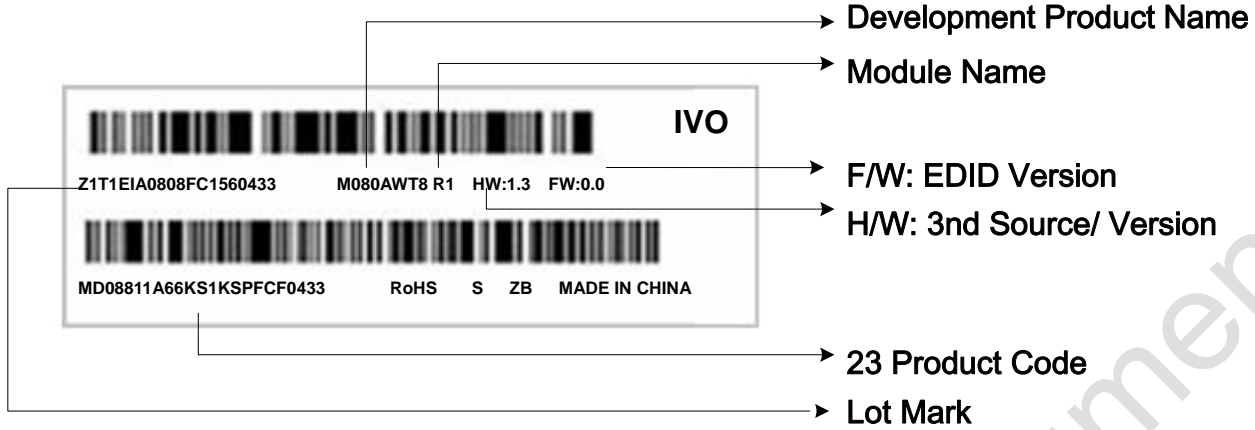 Development Product Name
Module Name
IVO
Z1T1EIA0808FC1560433 M080AWT8 R1 HW:1.3 FW:0.0
F/W: EDID Version
H/W: 3nd Source/ Version
MD08811A66KS1KSPFCF0433 RoHS S ZB MADE IN CHINA
23 Product Code
Lot Mark